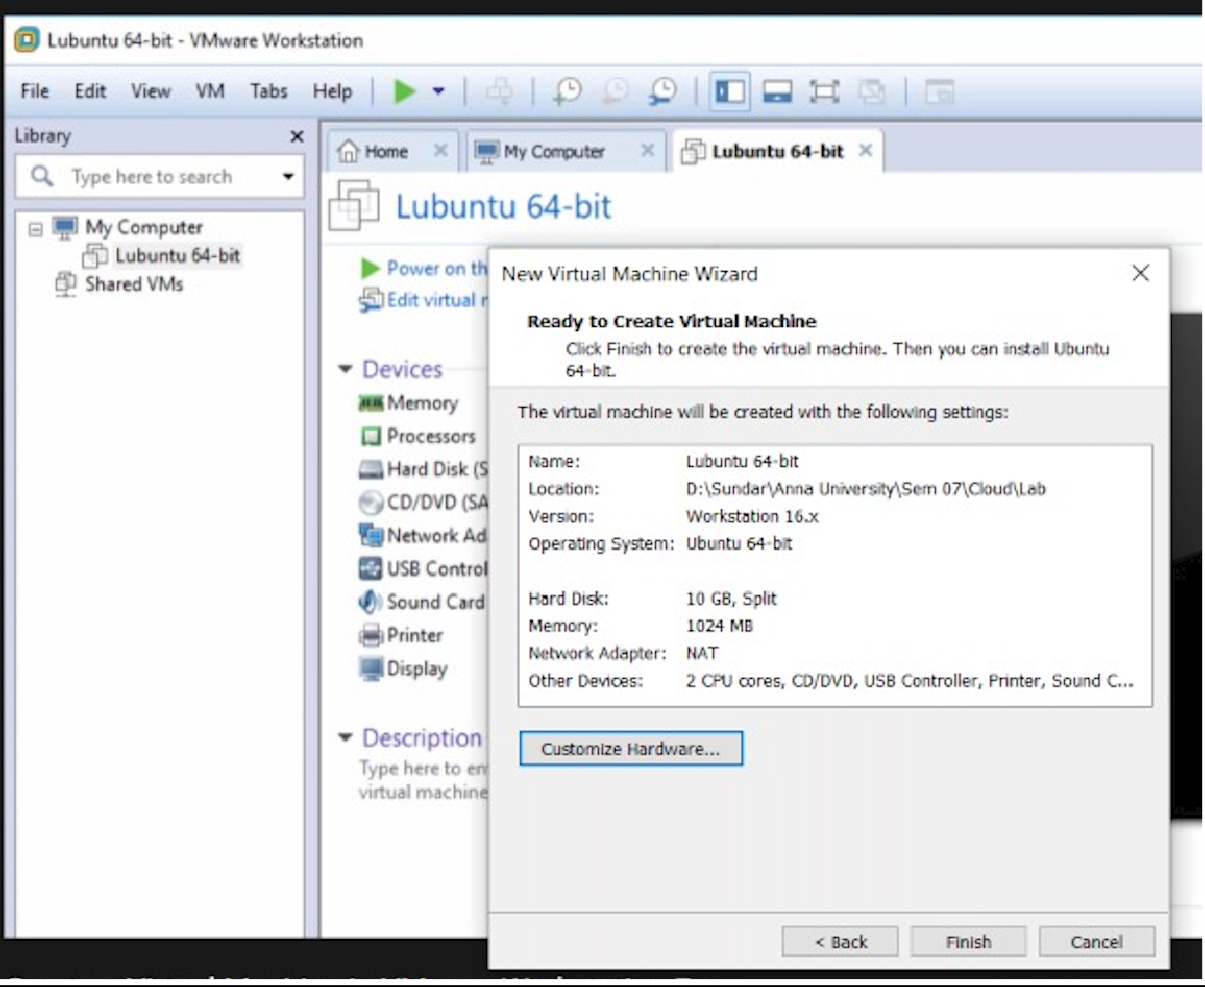 Lubuntu 64-bit - VMware Workstation
File Edit View VM Tabs Help
Library
Type here to search
My Computer
Lubuntu 64-bit
Shared VMs
Home
My Computer
Lubuntu 64-bit
Lubuntu 64-bit
Power on th
Edit virtual
Devices
Memory
Processors
Hard Disk (S
CD/DVD (SA
Network Ad
USB Control
Sound Card
Printer
Display
Description
Type here to en
virtual machine
New Virtual Machine Wizard
Ready to Create Virtual Machine
Click Finish to create the virtual machine. Then you can install Ubuntu
64-bit.
The virtual machine will be created with the following settings:
Name: Lubuntu 64-bit
Location: D:\Sundar\Anna University\Sem 07\Cloud\Lab
Version: Workstation 16.x
Operating System: Ubuntu 64-bit
Hard Disk: 10 GB, Split
Memory: 1024 MB
Network Adapter: NAT
Other Devices: 2 CPU cores, CD/DVD, USB Controller, Printer, Sound C...
Customize Hardware...
< Back
Finish
Cancel